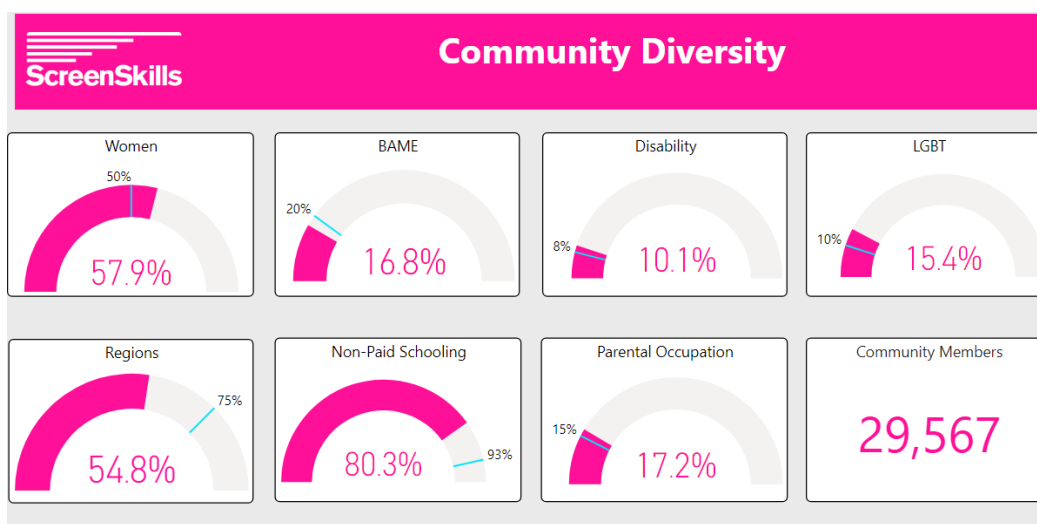 ScreenSkills
Community Diversity
Women
50%
57.9%
BAME
20%
16.8%
Disability
8%
10.1%
LGBT
10%
15.4%
Regions
75%
54.8%
Non-Paid Schooling
93%
80.3%
Parental Occupation
15%
17.2%
Community Members
29,567